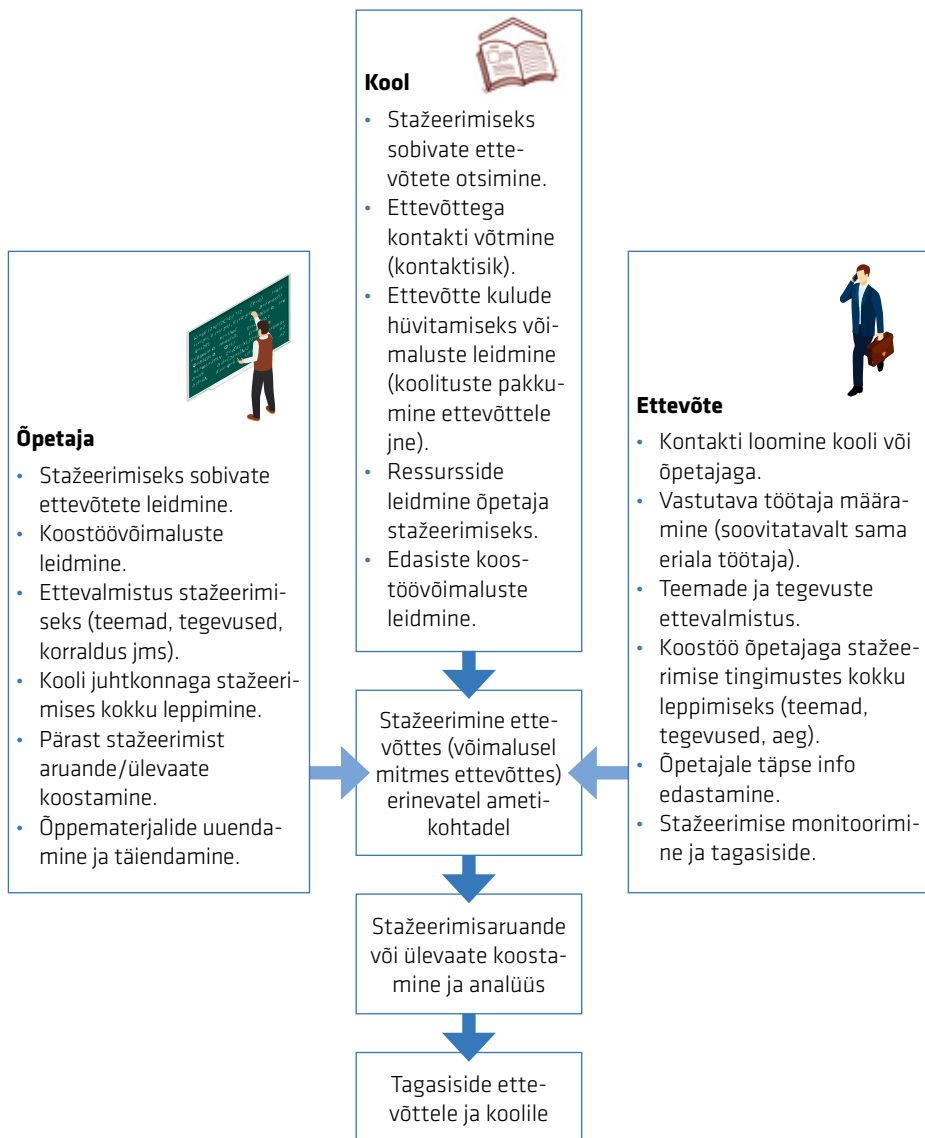 Kool
• Stažeerimiseks
sobivate ette-
võtete otsimine.
• Ettevõttega
kontakti võtmine
(kontaktisik).
• Ettevõtte kulude
hüvitamiseks või-
maluste leidmine
(koolituste pakku-
mine ettevõttele
jne).
• Ressursside
leidmine õpetaja
stažeerimiseks.
• Edasiste koos-
töövõimaluste
leidmine.
Õpetaja
• Stažeerimiseks sobivate
ettevõtete leidmine.
• Koostöövõimaluste
leidmine.
• Ettevalmistus stažeerimi-
seks (teemad, tegevused,
korraldus jms).
• Kooli juhtkonnaga stažeeri-
mises kokku leppimine.
• Pärast stažeerimist
aruande/ülevaate
koostamine.
• Õppematerjalide uuenda-
mine ja täiendamine.
Ettevõte
• Kontakti loomine kooli või
õpetajaga.
• Vastutava töötaja määra-
mine (soovitatavalt sama
eriala töötaja).
• Teemade ja tegevuste
ettevalmistus.
• Koostöö õpetajaga stažee-
rimise tingimustes kokku
leppimiseks (teemad,
tegevused, aeg).
• Õpetajale täpse info
edastamine.
• Stažeerimise monitoorimi-
ne ja tagasiside.
Stažeerimine ette-
võttes (võimalusel
mitmes ettevõttes)
erinevatel ameti-
kohtadel
Stažeerimisaruande
või ülevaate koosta-
mine ja analüüs
Tagasiside ette-
võttele ja koolile